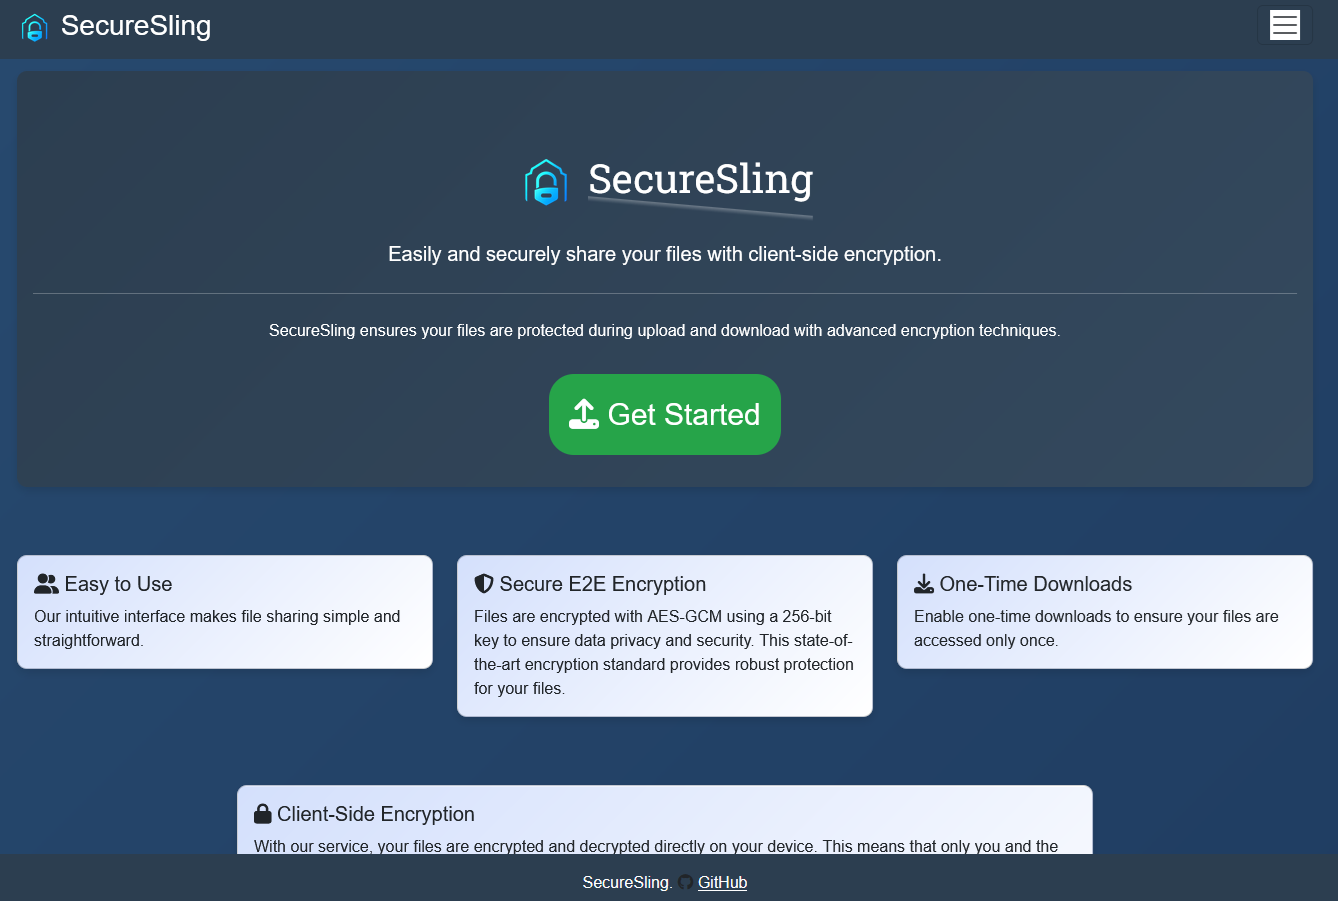 SecureSling
SecureSling
Easily and securely share your files with client-side encryption.
SecureSling ensures your files are protected during upload and download with advanced encryption techniques.
Get Started
Easy to Use
Our intuitive interface makes file sharing simple and
straightforward.
Secure E2E Encryption
Files are encrypted with AES-GCM using a 256-bit
key to ensure data privacy and security. This state-of-
the-art encryption standard provides robust protection
for your files.
One-Time Downloads
Enable one-time downloads to ensure your files are
accessed only once.
Client-Side Encryption
With our service, your files are encrypted and decrypted directly on your device. This means that only you and the
SecureSling. GitHub